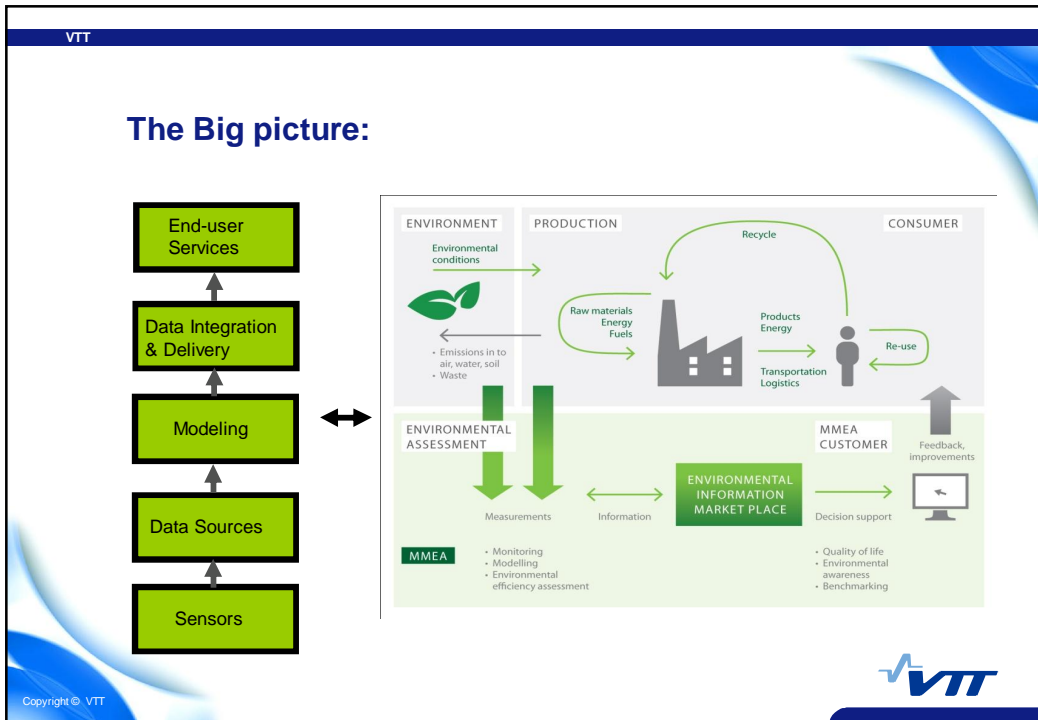 VTT
The Big picture:
End-user
Services
Data Integration
& Delivery
Modeling
Data Sources
Sensors
ENVIRONMENT
PRODUCTION
CONSUMER
Environmental
conditions
Recycle
Raw materials
Energy
Fuels
Products
Energy
Re-use
• Emissions in to
air, water, soil
• Waste
Transportation
Logistics
ENVIRONMENTAL
ASSESSMENT
MMEA
CUSTOMER
Feedback,
improvements
ENVIRONMENTAL
INFORMATION
MARKET PLACE
Measurements
Information
Decision support
MMEA
• Monitoring
• Modelling
• Environmental
efficiency assessment
• Quality of life
• Environmental
awareness
• Benchmarking
Copyright © VTT
VTT